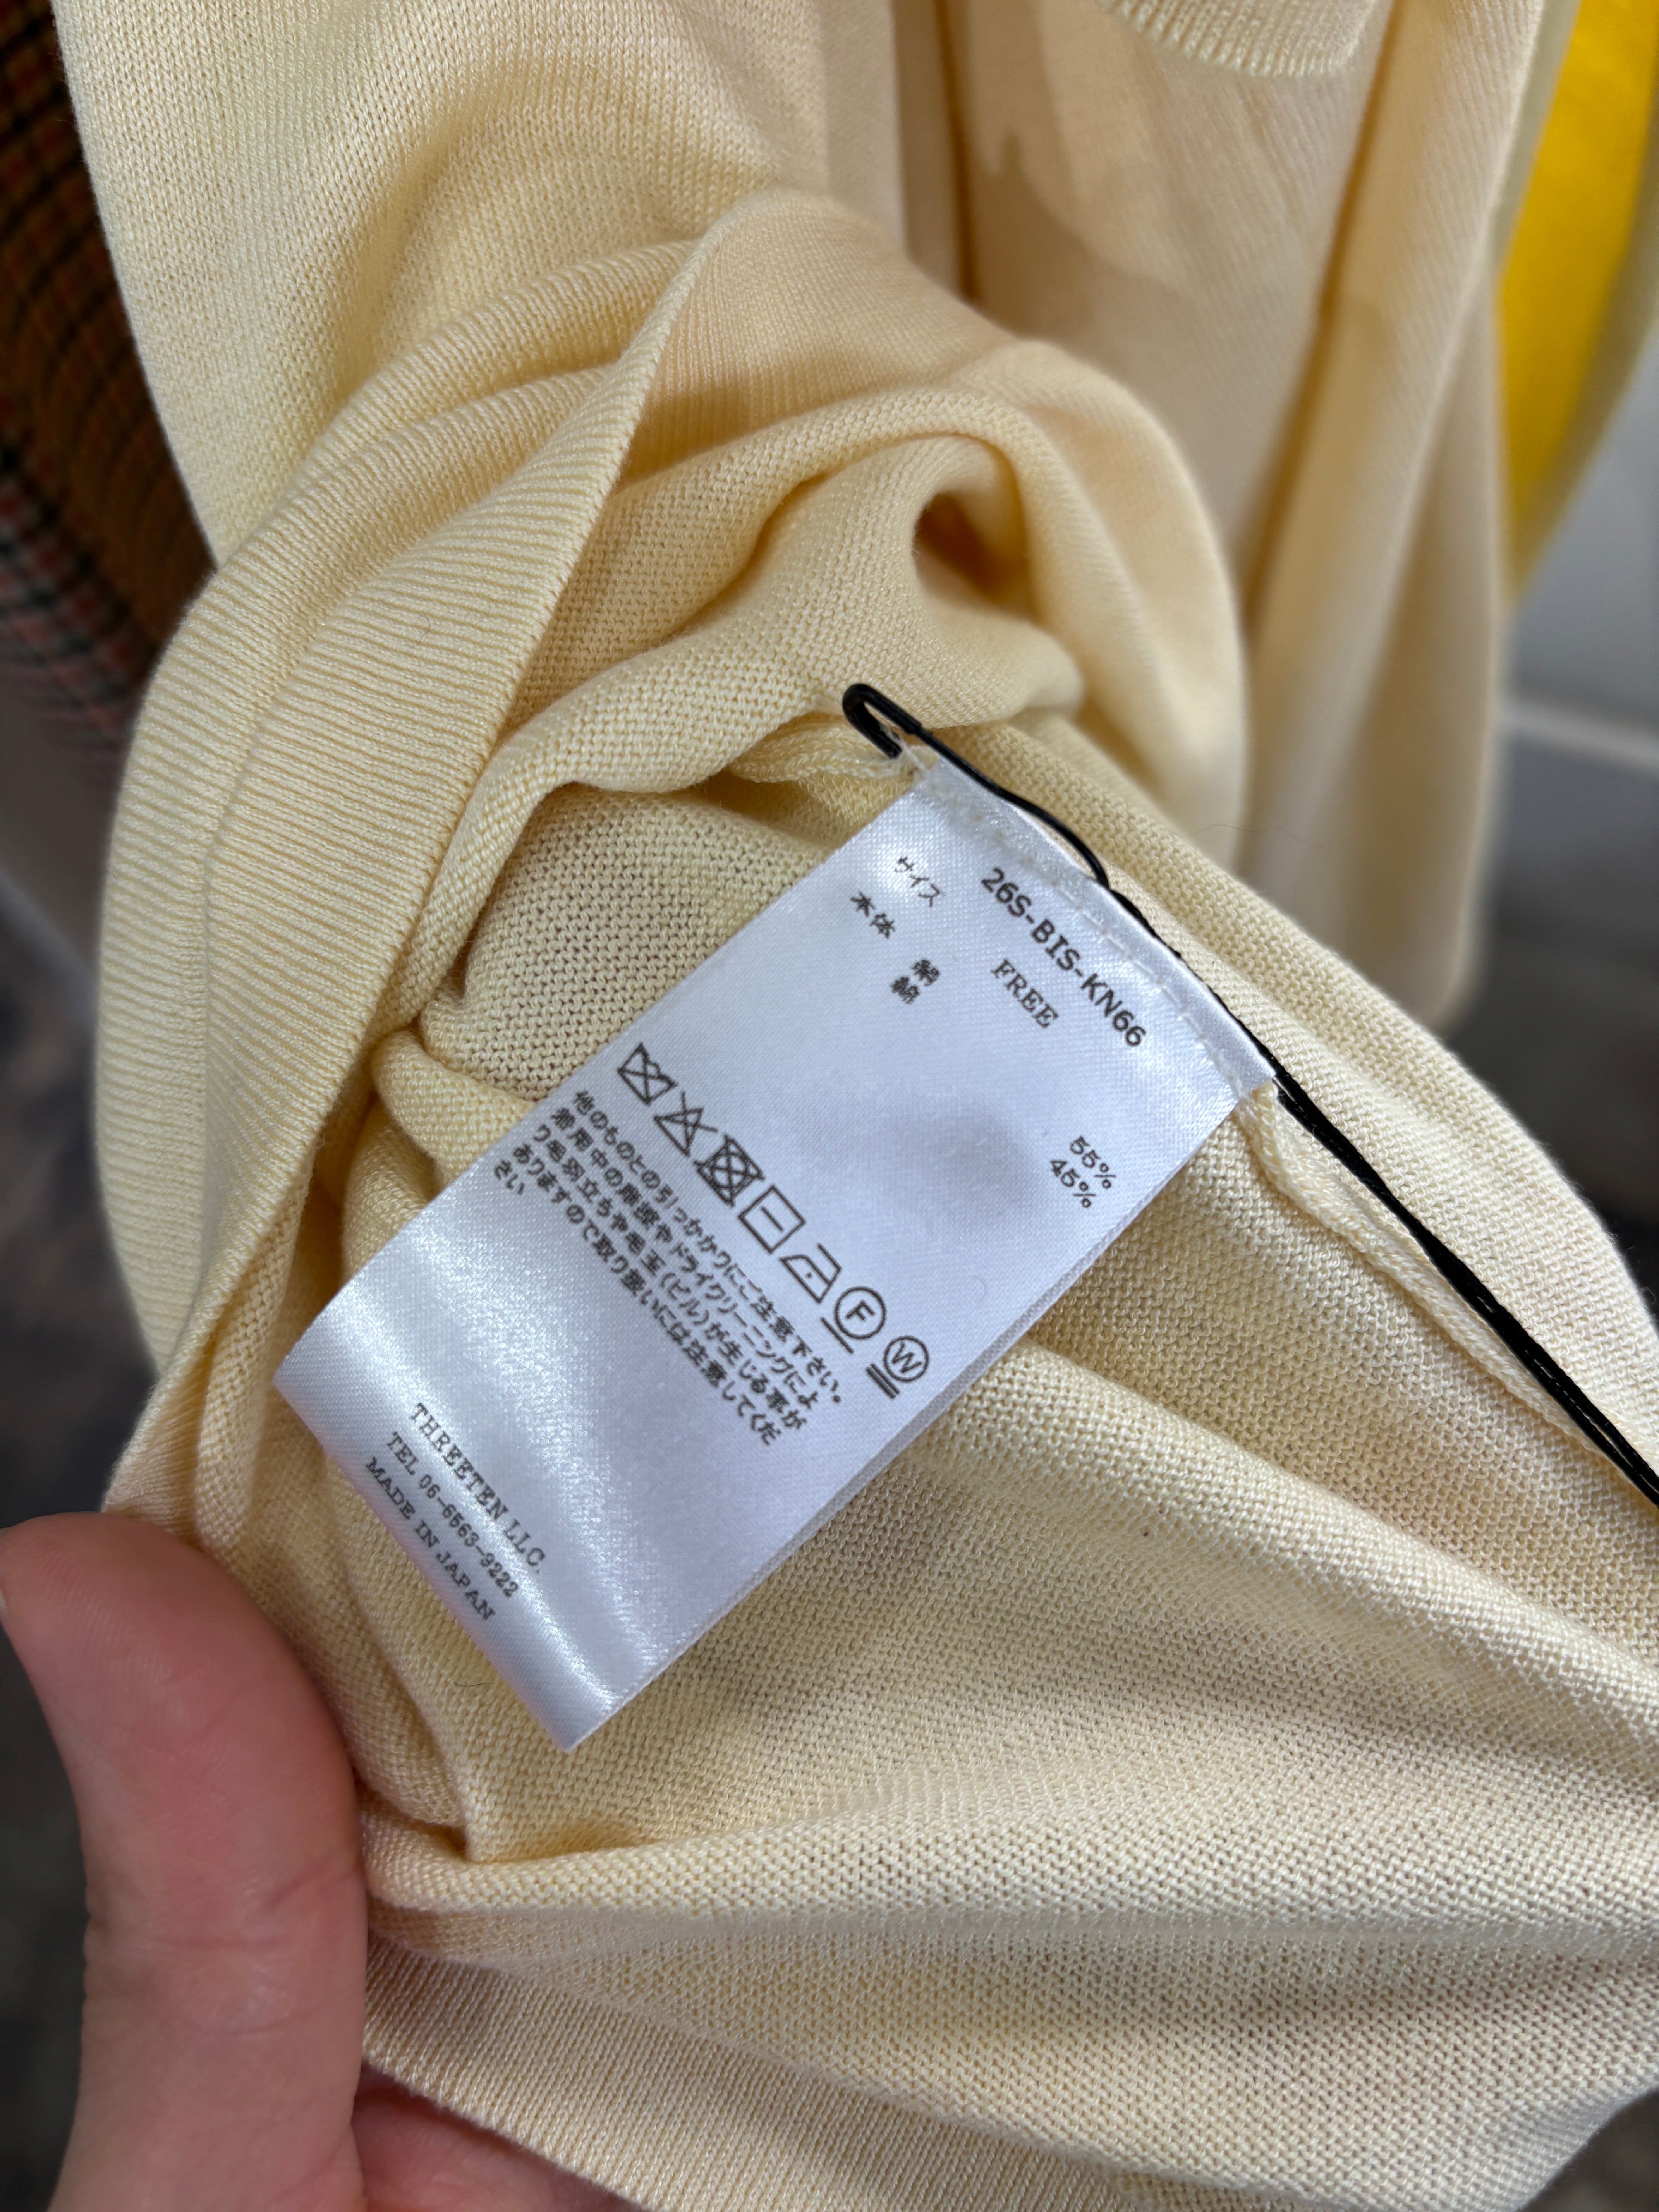 26S-BIS-KN66
サイズ FREE
本体 絹 55%
綿 45%
F W
他のものとの引っかかりにご注意下さい。
着用中の摩擦やドライクリーニングによ
り毛羽立ちや毛玉(ピル)が生じる事が
ありますので取り扱いには注意してくだ
さい
THREETEN LLC.
TEL 06-6563-9222
MADE IN JAPAN